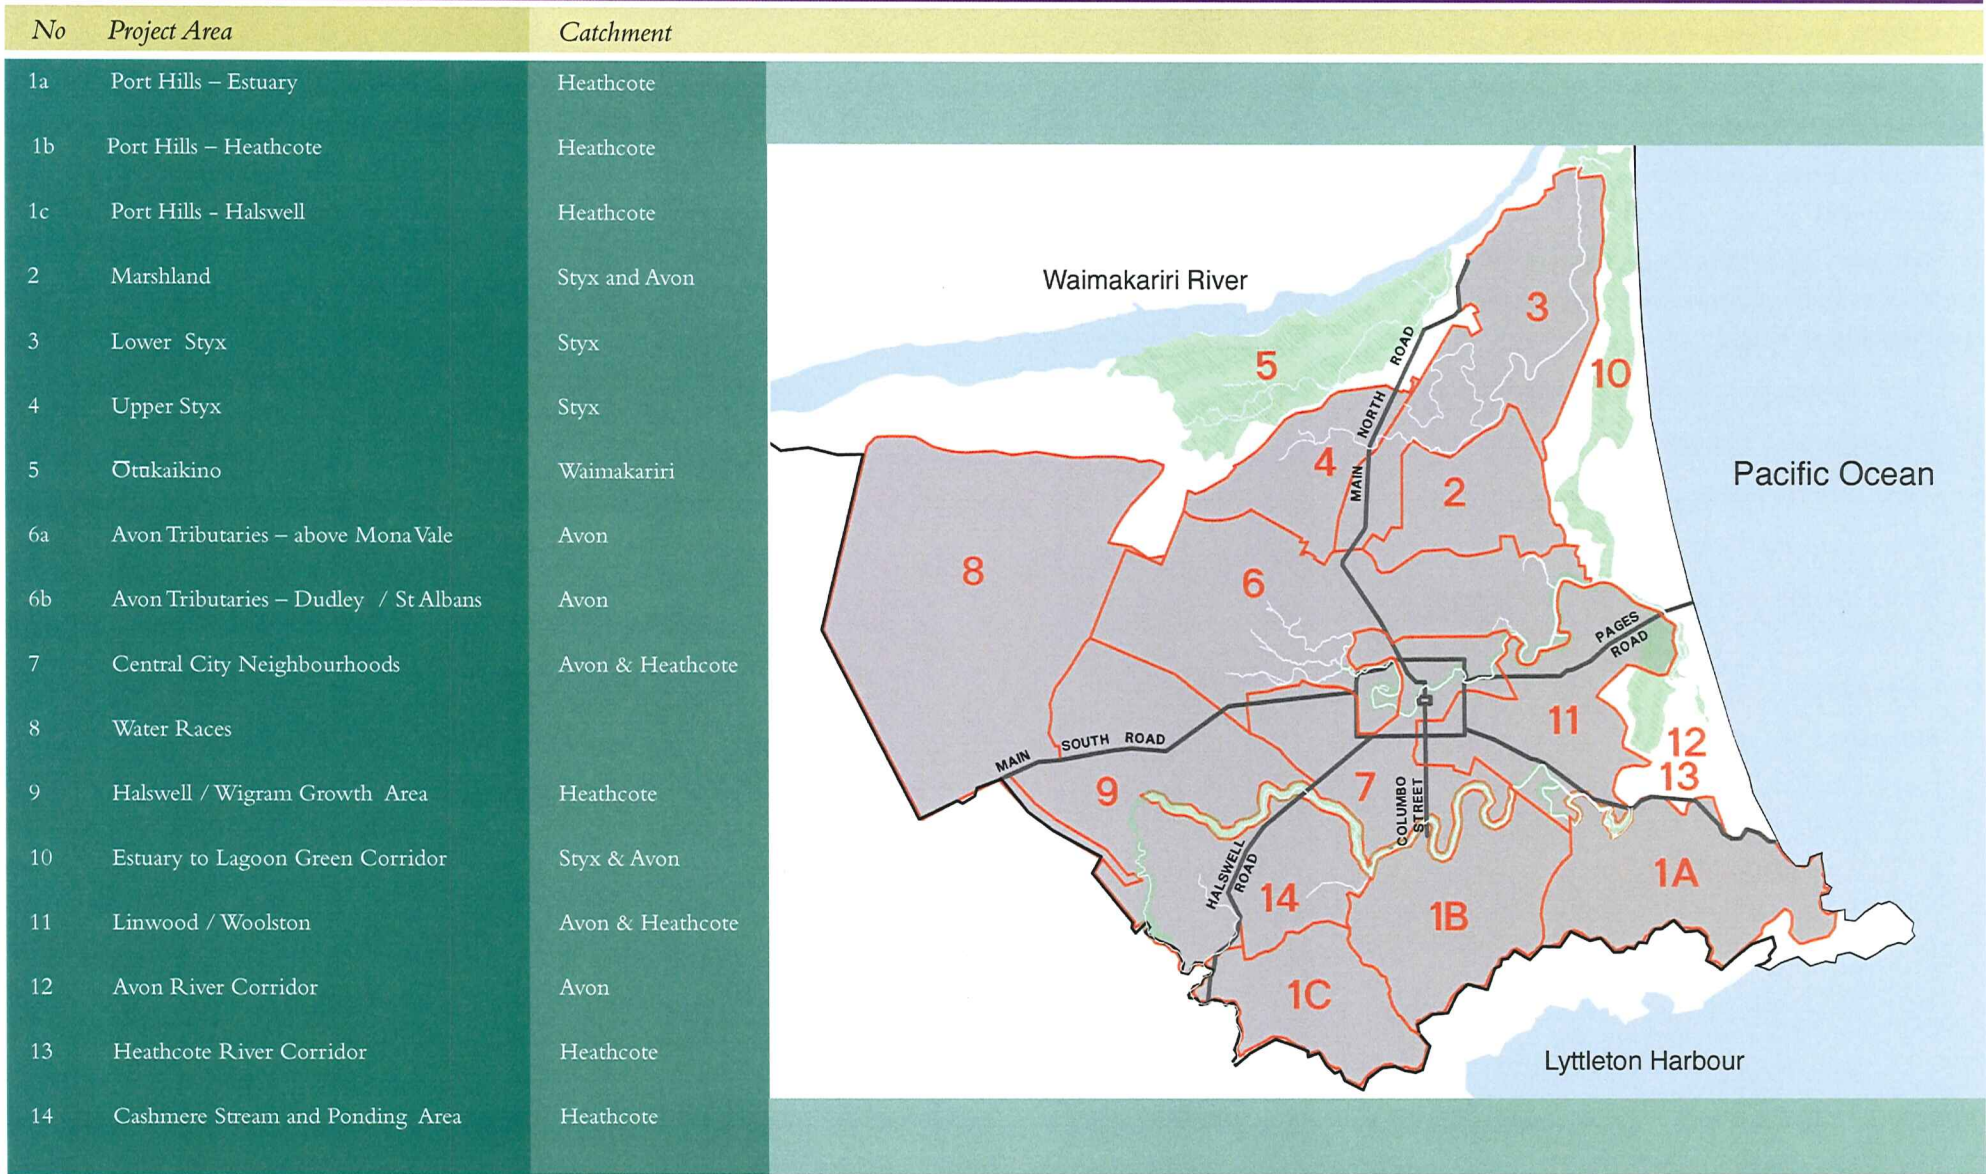 No Project Area Catchment
1a Port Hills – Estuary Heathcote
1b Port Hills – Heathcote Heathcote
1c Port Hills - Halswell Heathcote
2 Marshland Styx and Avon
3 Lower Styx Styx
4 Upper Styx Styx
5 Ōtukaikino Waimakariri
6a Avon Tributaries – above Mona Vale Avon
6b Avon Tributaries – Dudley / St Albans Avon
7 Central City Neighbourhoods Avon & Heathcote
8 Water Races
9 Halswell / Wigram Growth Area Heathcote
10 Estuary to Lagoon Green Corridor Styx & Avon
11 Linwood / Woolston Avon & Heathcote
12 Avon River Corridor Avon
13 Heathcote River Corridor Heathcote
14 Cashmere Stream and Ponding Area Heathcote
Waimakariri River
3
5
10
MAIN NORTH ROAD
4
2
Pacific Ocean
8
6
PAGES
ROAD
11
12
13
MAIN SOUTH ROAD
9
7
COLUMBO
STREET
HALSWELL
ROAD
14
1A
1B
1C
Lyttleton Harbour